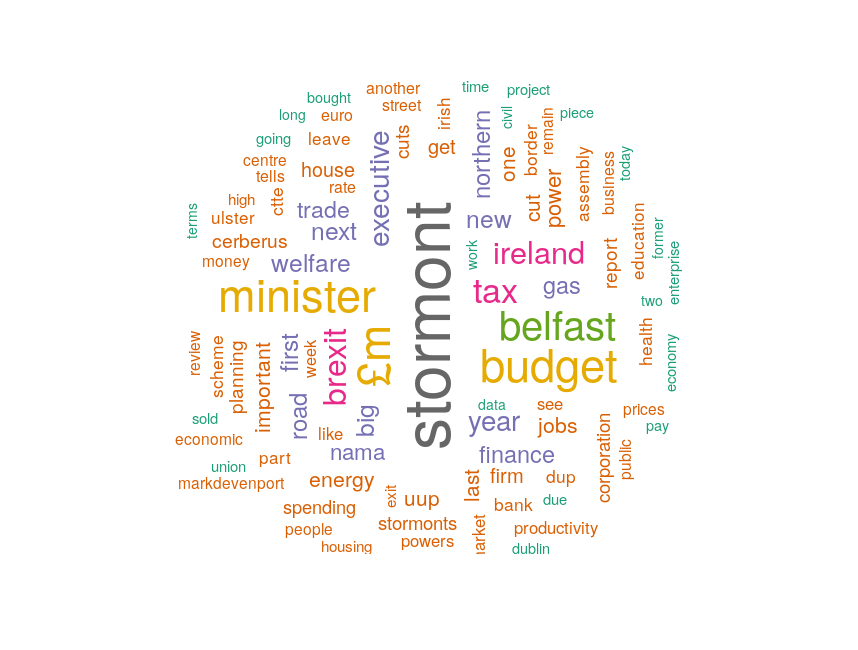 another
time
project
bought
street
long
euro
irish
northern
civil
piece
going
leave
executive
cuts
get
one
border
remain
centre
tells
house
rate
cut
power
assembly
business
today
high
ctte
trade
ulster
next
new
terms
cerberus
money
welfare
stormont
work
ireland
report
education
former
enterprise
minister
tax
gas
two
belfast
review
scheme
planning
important
first
week
brexit
£m
budget
health
economy
sold
road
like
big
data
see
prices
pay
economic
year
jobs
nama
finance
union
part
markdevenport
energy
exit
uup
last
firm
dup
corporation
public
spending
bank
due
people
stormonts
productivity
housing
powers
arket
dublin